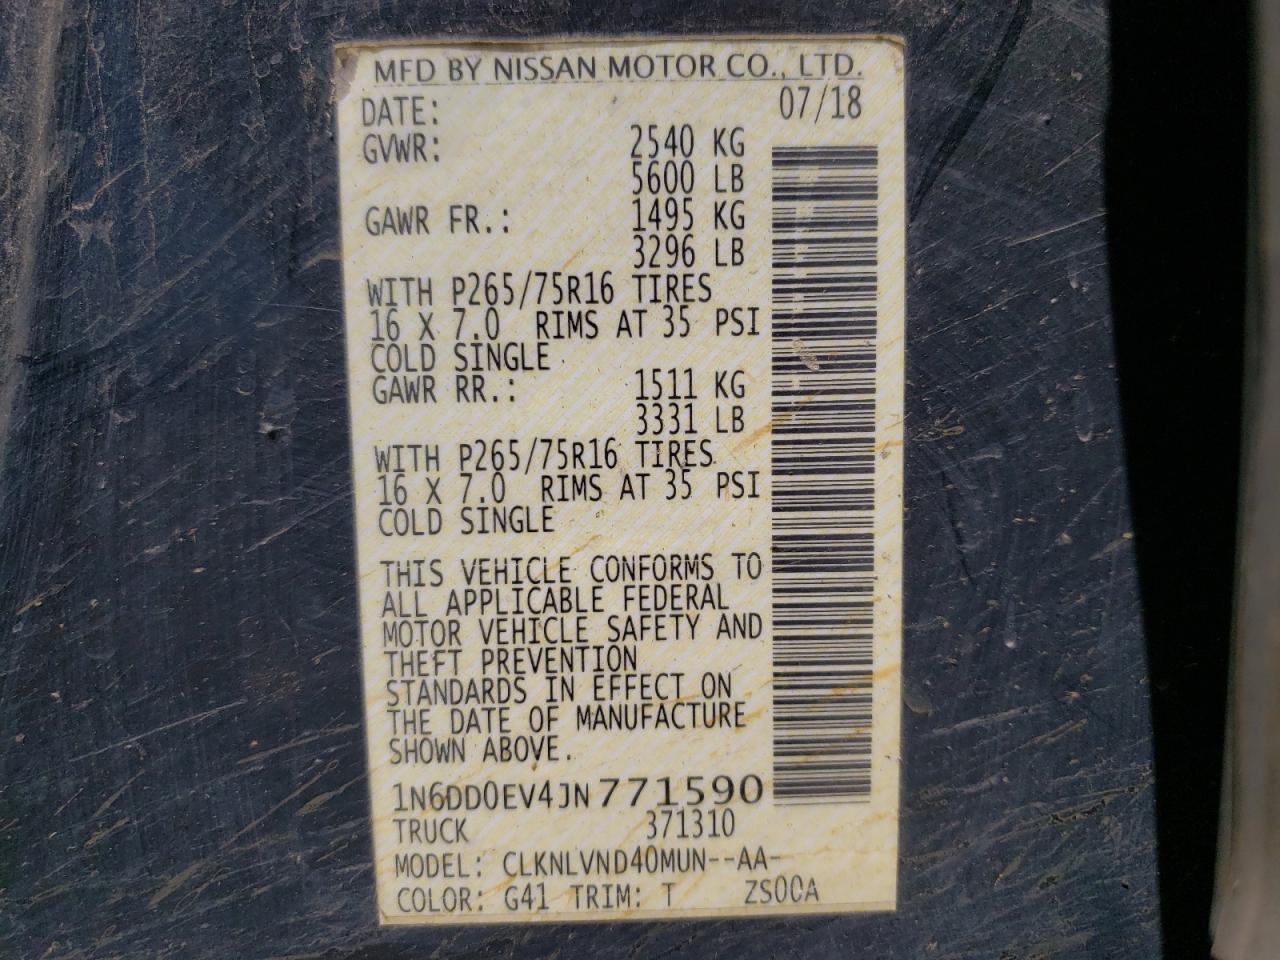 MFD BY NISSAN MOTOR CO., LTD.
DATE: 07/18
GVWR: 2540 KG
5600 LB
GAWR FR.: 1495 KG
3296 LB
WITH P265/75R16 TIRES
16 X 7.0 RIMS AT 35 PSI
COLD SINGLE
GAWR RR.: 1511 KG
3331 LB
WITH P265/75R16 TIRES
16 X 7.0 RIMS AT 35 PSI
COLD SINGLE
THIS VEHICLE CONFORMS TO
ALL APPLICABLE FEDERAL
MOTOR VEHICLE SAFETY AND
THEFT PREVENTION
STANDARDS IN EFFECT ON
THE DATE OF MANUFACTURE
SHOWN ABOVE.
1N6DD0EV4JN771590
TRUCK 371310
MODEL: CLKNLVND40MUN--AA-
COLOR: G41 TRIM: T ZS00A